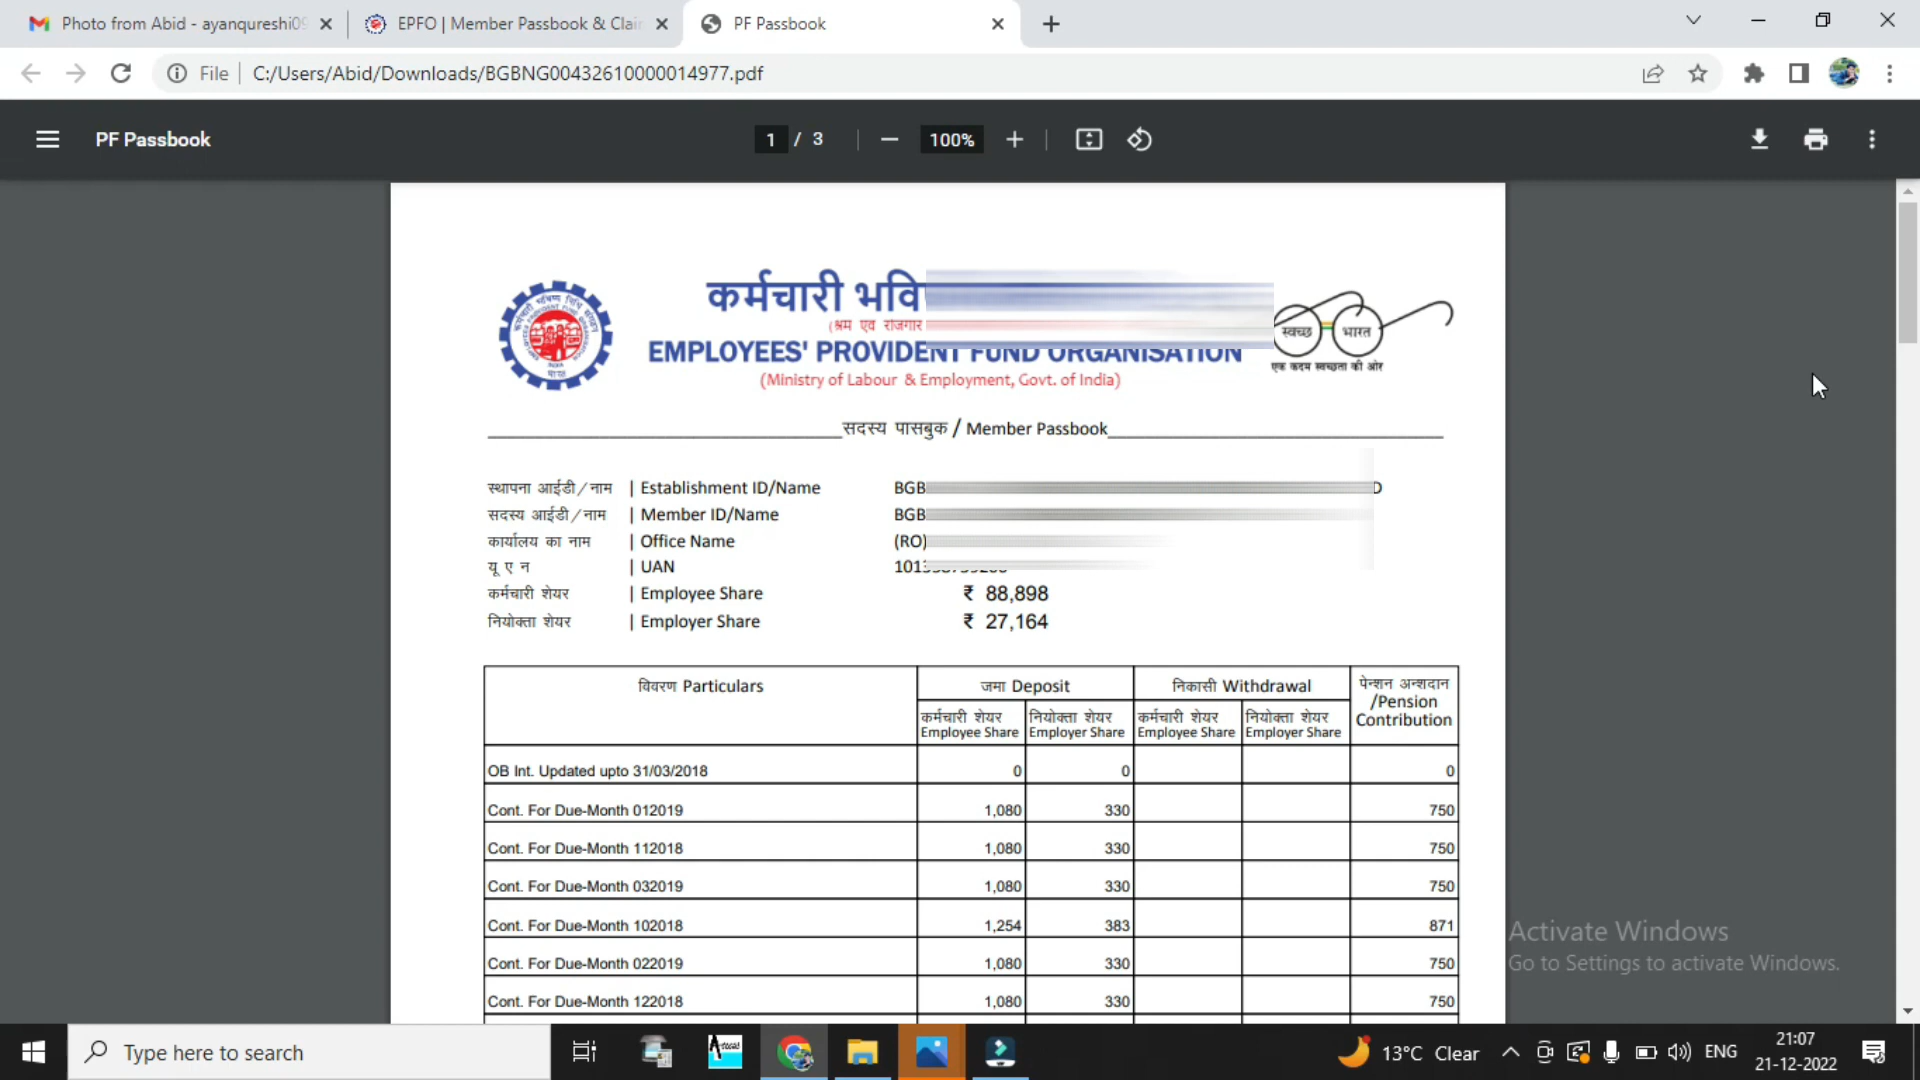 Photo from Abid - ayanqureshi09
EPFO | Member Passbook & Clai
PF Passbook
File
C:/Users/Abid/Downloads/BGBNG00432610000014977.pdf
PF Passbook
1 / 3
100%
कर्मचारी भवि
(श्रम एवं रोजगार
EMPLOYEES' PROVIDENT FUND ORGANISATION
(Ministry of Labour & Employment, Govt. of India)
स्वच्छ भारत
एक कदम स्वच्छता की ओर
सदस्य पासबुक / Member Passbook
स्थापना आईडी/नाम | Establishment ID/Name BGB D
सदस्य आईडी/नाम | Member ID/Name BGB
कार्यालय का नाम | Office Name (RO)
यू ए न | UAN
कर्मचारी शेयर | Employee Share ₹ 88,898
नियोक्ता शेयर | Employer Share ₹ 27,164
विवरण Particulars
जमा Deposit
निकासी Withdrawal
पेन्शन अन्शदान
/Pension
Contribution
कर्मचारी शेयर नियोक्ता शेयर कर्मचारी शेयर नियोक्ता शेयर
Employee Share Employer Share Employee Share Employer Share
OB Int. Updated upto 31/03/2018 0 0 0
Cont. For Due-Month 012019 1,080 330 750
Cont. For Due-Month 112018 1,080 330 750
Cont. For Due-Month 032019 1,080 330 750
Cont. For Due-Month 102018 1,254 383 871
Cont. For Due-Month 022019 1,080 330 750
Cont. For Due-Month 122018 1,080 330 750
Activate Windows
Go to Settings to activate Windows.
Type here to search
13°C Clear
ENG
21:07
21-12-2022